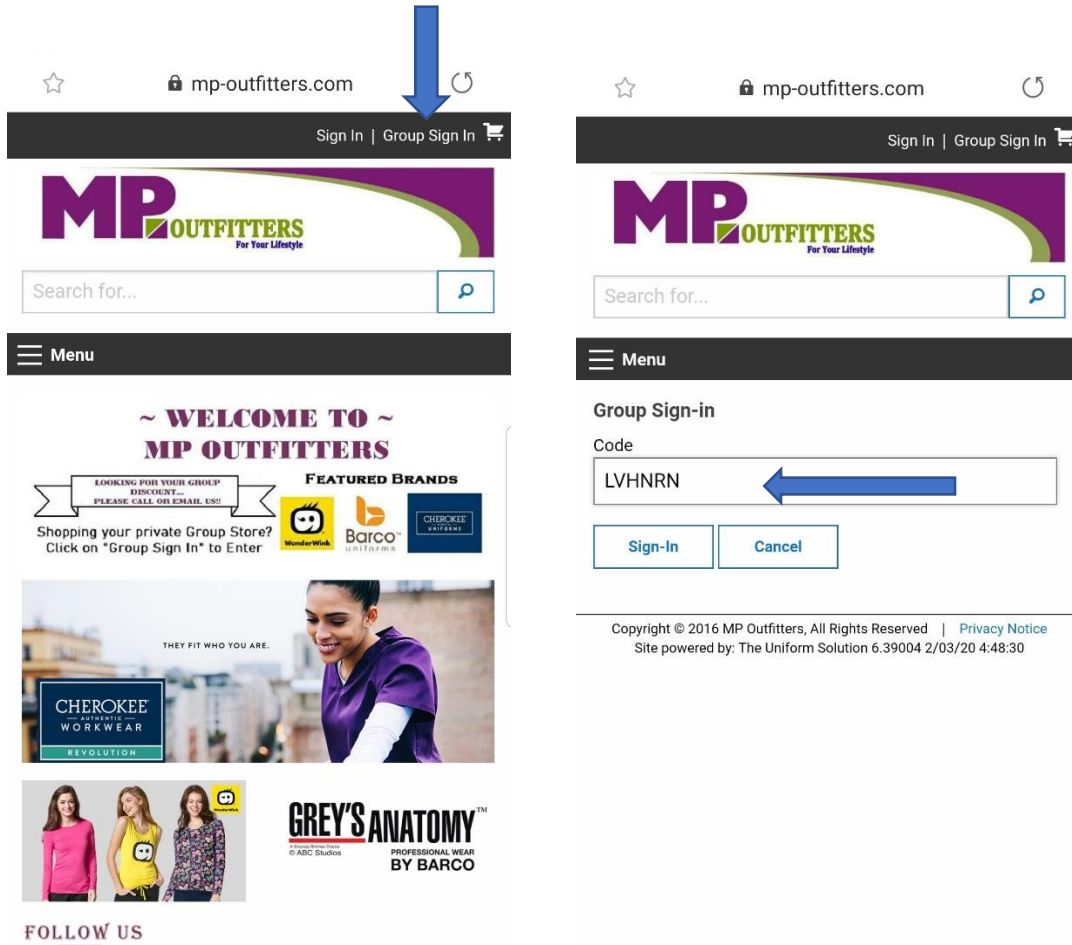 mp-outfitters.com
Sign In | Group Sign In
MP OUTFITTERS
For Your Lifestyle
Search for...
Menu
~ WELCOME TO ~
MP OUTFITTERS
LOOKING FOR YOUR GROUP
DISCOUNT...
PLEASE CALL OR EMAIL US!!
Shopping your private Group Store?
Click on "Group Sign In" to Enter
FEATURED BRANDS
WonderWink
Barco™
uniforms
CHEROKEE
UNIFORMS
THEY FIT WHO YOU ARE.
CHEROKEE
AUTHENTIC
WORKWEAR
REVOLUTION
WonderWink
GREY'S ANATOMY™
A Shonda Rhimes Drama
© ABC Studios
PROFESSIONAL WEAR
BY BARCO
FOLLOW US
mp-outfitters.com
Sign In | Group Sign In
MP OUTFITTERS
For Your Lifestyle
Search for...
Menu
Group Sign-in
Code
LVHNRN
Sign-In
Cancel
Copyright © 2016 MP Outfitters, All Rights Reserved | Privacy Notice
Site powered by: The Uniform Solution 6.39004 2/03/20 4:48:30